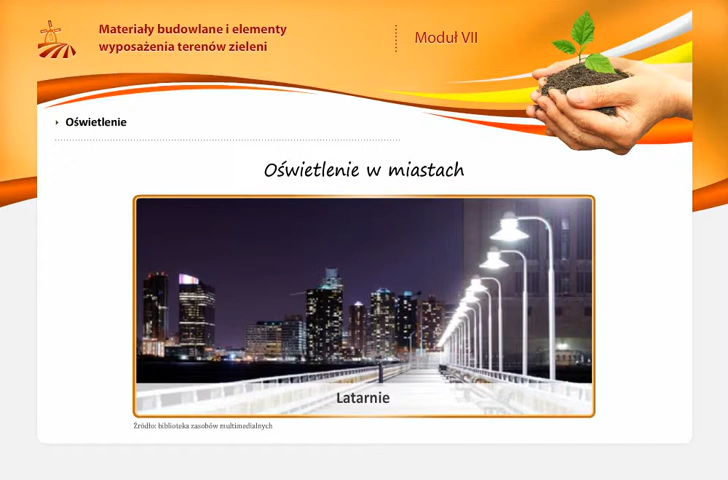 Materiały budowlane i elementy
wyposażenia terenów zieleni
Moduł VII
Oświetlenie
Oświetlenie w miastach
Latarnie
Źródło: biblioteka zasobów multimedialnych